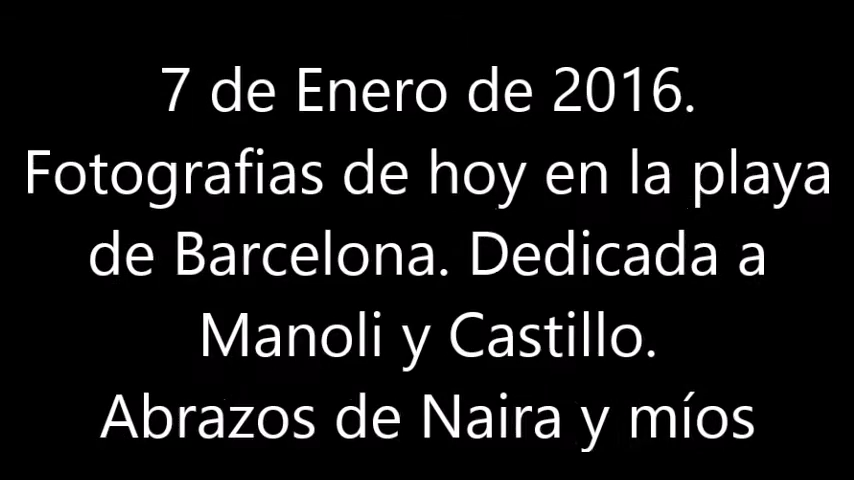 7 de Enero de 2016.
Fotografias de hoy en la playa
de Barcelona. Dedicada a
Manoli y Castillo.
Abrazos de Naira y míos